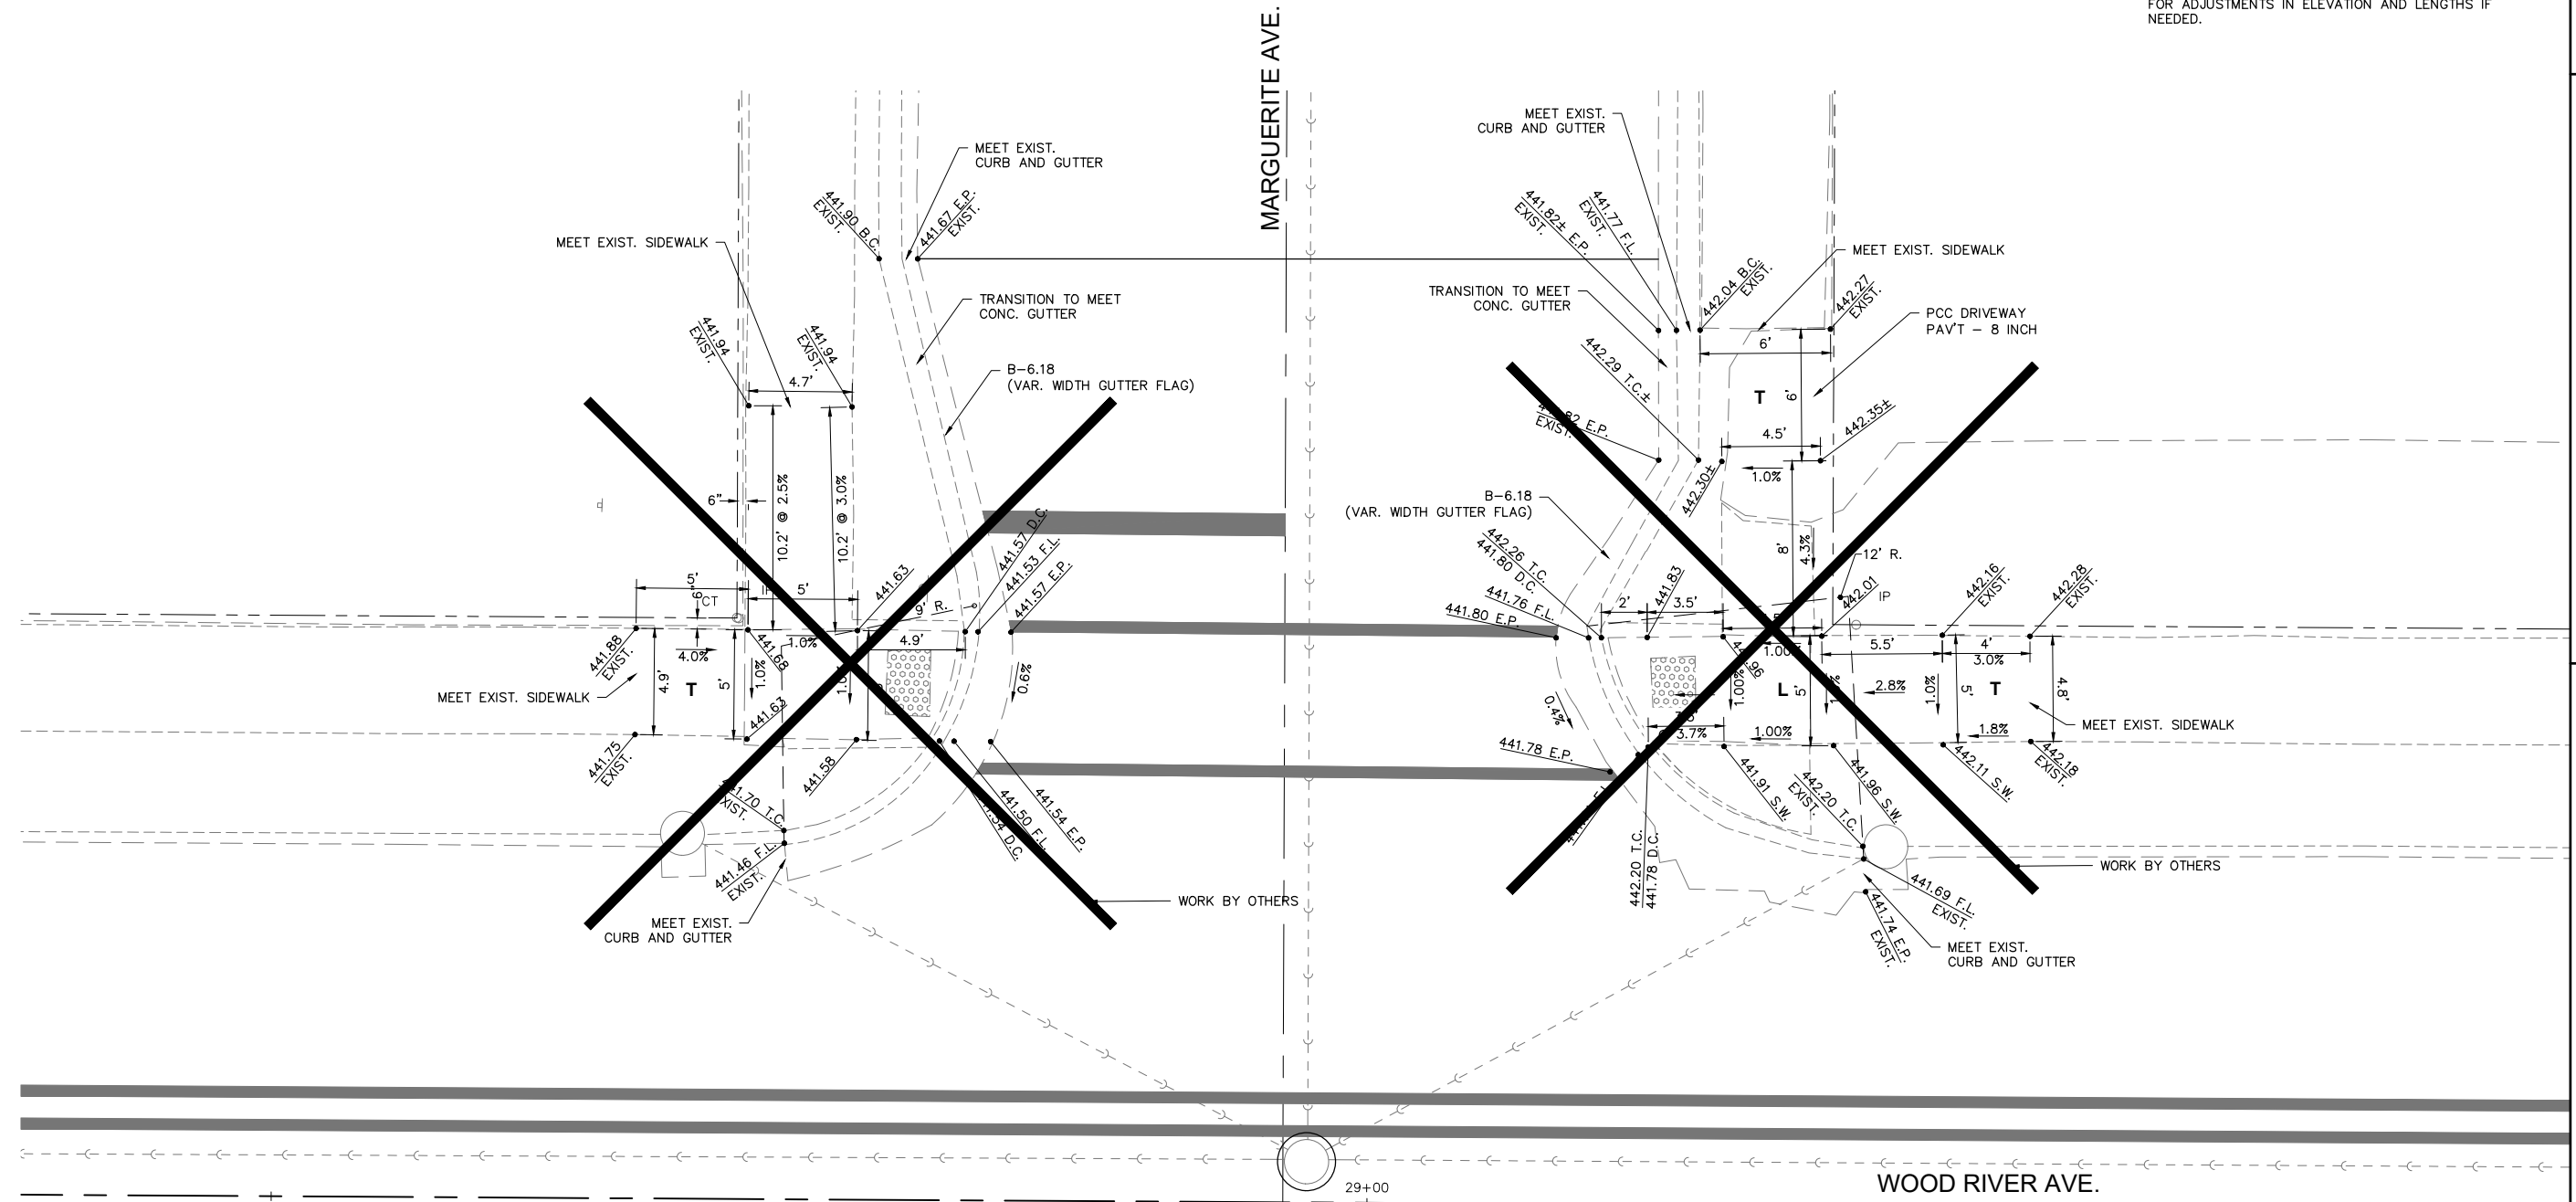 FOR ADJUSTMENTS IN ELEVATION AND LENGTHS IF
NEEDED.
MARGUERITE AVE.
MEET EXIST.
CURB AND GUTTER
441.90 B.C.
EXIST.
441.67 E.P.
EXIST.
MEET EXIST. SIDEWALK
TRANSITION TO MEET
CONC. GUTTER
441.94
EXIST.
441.94
EXIST.
4.7'
B-6.18
(VAR. WIDTH GUTTER FLAG)
6"
10.2' @ 2.5%
10.2' @ 3.0%
441.57 D.C.
441.53 F.L.
441.57 E.P.
441.63
9' R.
5'
6"
CT
5'
4.9'
1.0%
441.68
441.88
EXIST.
4.0%
4.9'
T
5'
1.0%
0.6%
MEET EXIST. SIDEWALK
441.63
441.75
EXIST.
441.58
EXIST.
441.50 F.L.
441.54 E.P.
441.46 F.L.
EXIST.
MEET EXIST.
CURB AND GUTTER
WORK BY OTHERS
MEET EXIST.
CURB AND GUTTER
441.82± E.P.
EXIST.
441.77 F.L.
EXIST.
442.04 B.C.
EXIST.
442.27
EXIST.
MEET EXIST. SIDEWALK
TRANSITION TO MEET
CONC. GUTTER
PCC DRIVEWAY
PAV'T - 8 INCH
6'
T
6'
442.29 T.C.±
442.35±
EXIST.
4.5'
1.0%
442.30±
B-6.18
(VAR. WIDTH GUTTER FLAG)
442.26 T.C.
441.80 D.C.
441.76 F.L.
441.80 E.P.
8'
4.3%
12' R.
2'
441.83
3.5'
442.01
IP
442.16
EXIST.
442.28
EXIST.
5.5'
4'
3.0%
1.00%
L
5'
2.8%
1.0%
5'
T
4.8'
0.4%
3.7%
1.00%
1.8%
MEET EXIST. SIDEWALK
441.78 E.P.
441.91 S.W.
442.20 T.C.
EXIST.
441.96 S.W.
442.11 S.W.
442.18
EXIST.
442.20 T.C.
441.78 D.C.
441.69 F.L.
EXIST.
441.74 E.P.
EXIST.
WORK BY OTHERS
MEET EXIST.
CURB AND GUTTER
29+00
WOOD RIVER AVE.